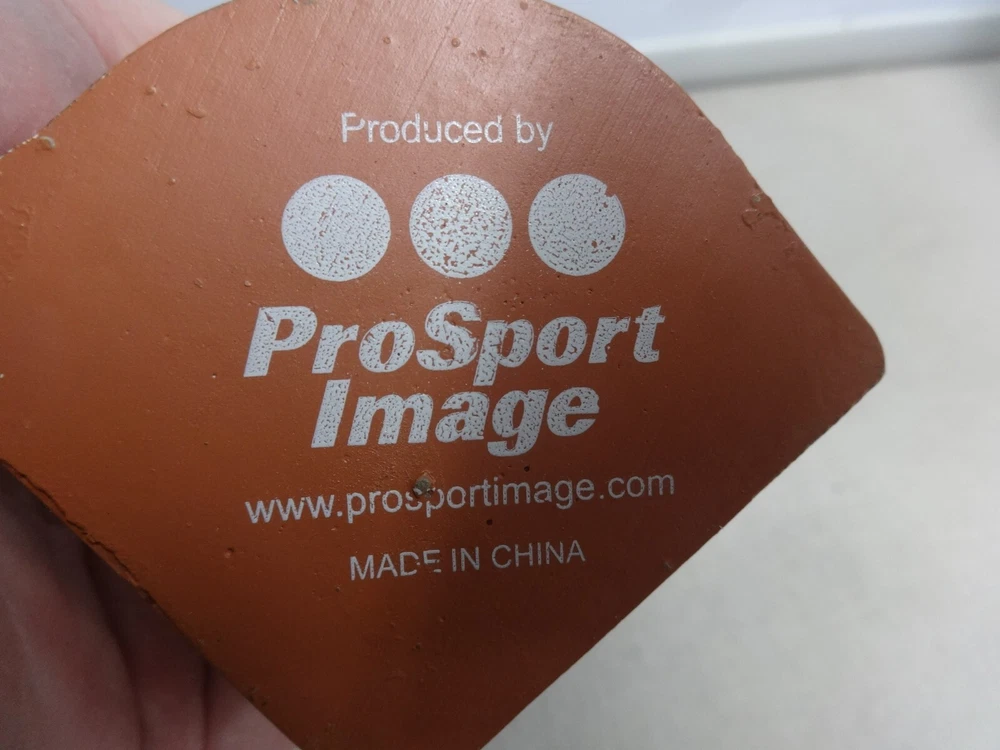 Produced by
ProSport
Image
www.prosportimage.com
MADE IN CHINA